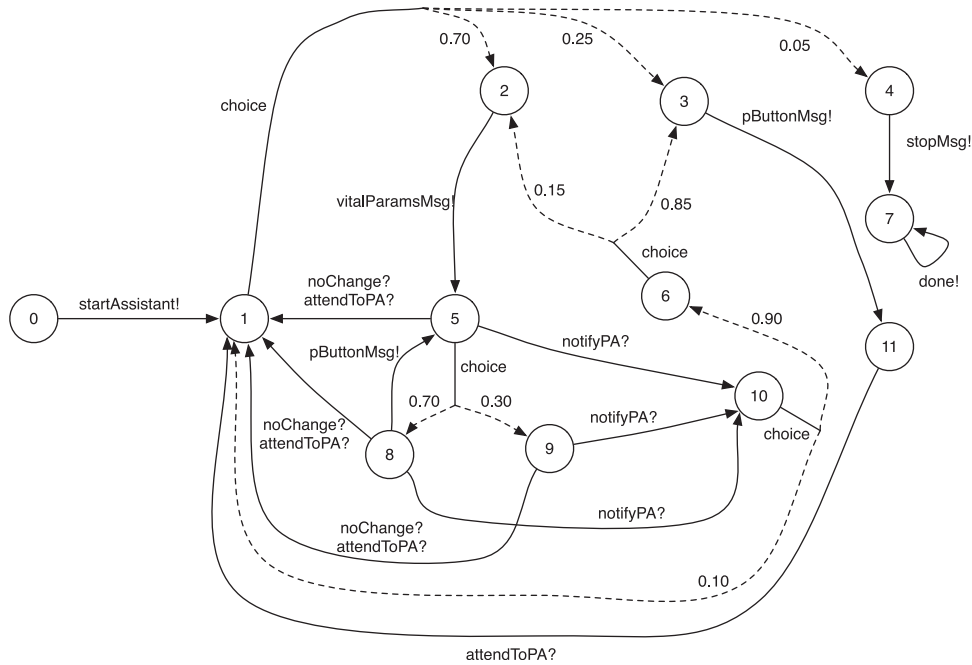 0.70
0.25
0.05
2
3
4
choice
pButtonMsg!
stopMsg!
0.15
vitalParamsMsg!
0.85
7
choice
done!
noChange?
attendToPA?
6
startAssistant!
0
1
5
0.90
notifyPA?
11
pButtonMsg!
choice
10
0.70
0.30
notifyPA?
choice
noChange?
attendToPA?
8
9
notifyPA?
noChange?
attendToPA?
0.10
attendToPA?